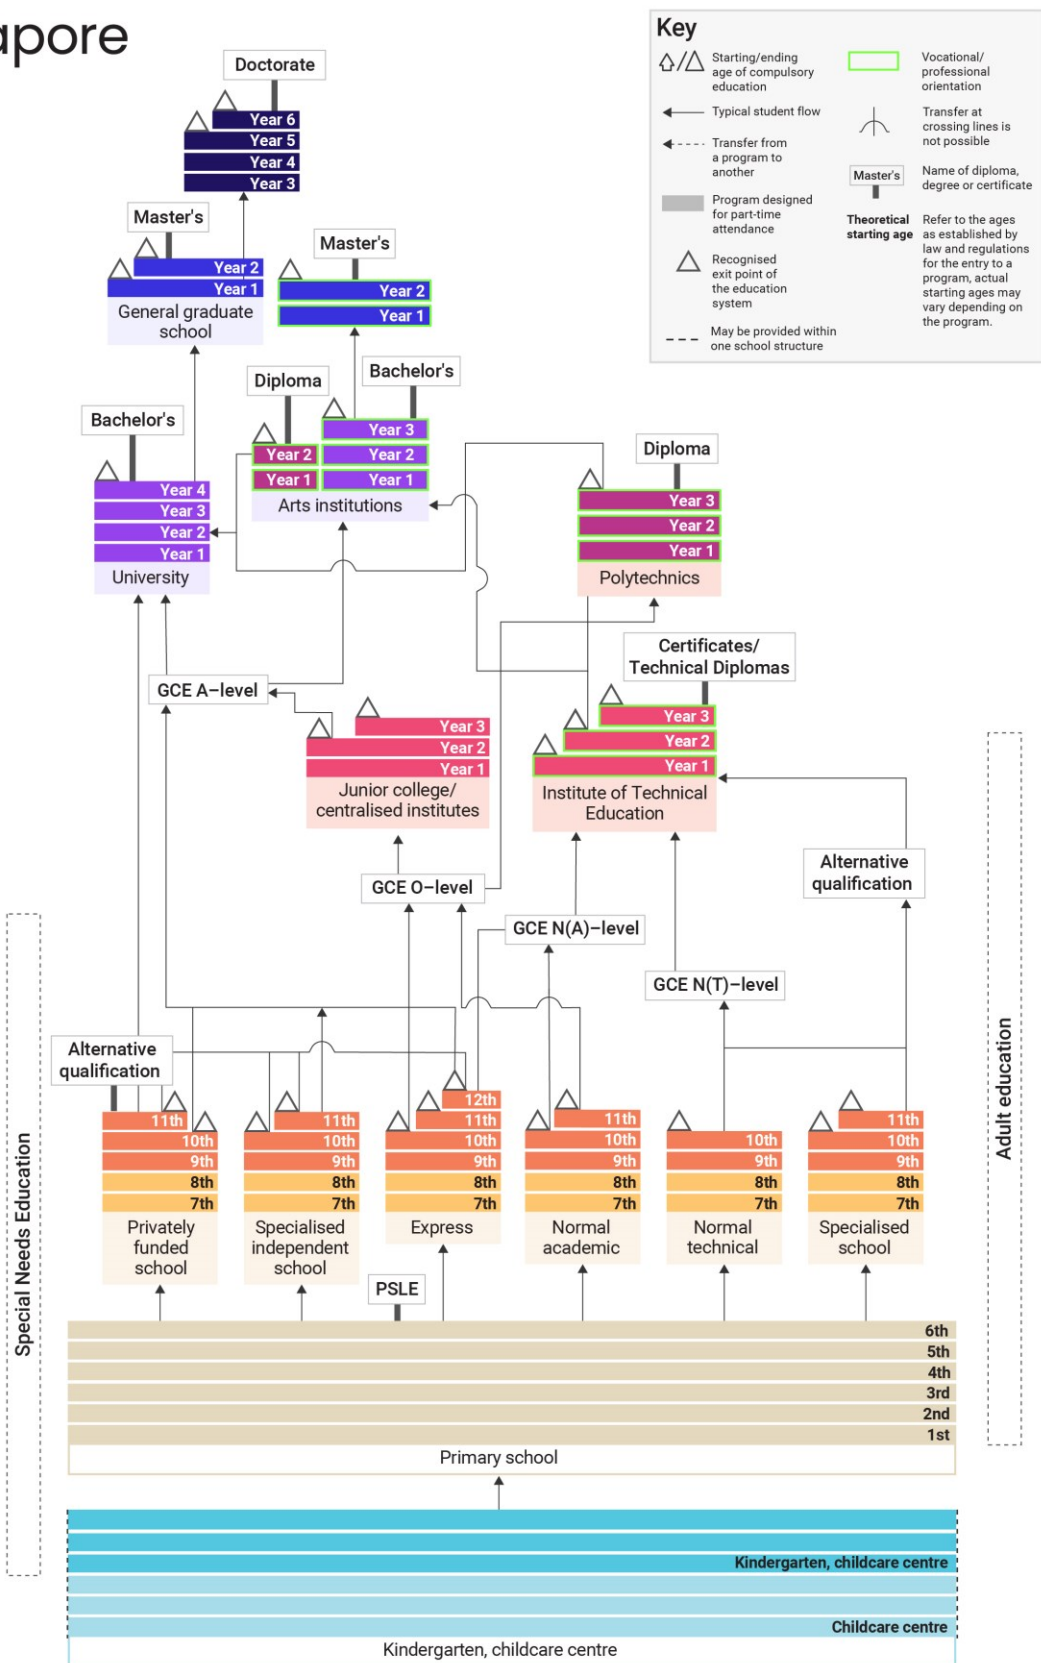 apore
Key
Starting/ending
age of compulsory
education
Typical student flow
Transfer from
a program to
another
Program designed
for part-time
attendance
Recognised
exit point of
the education
system
May be provided within
one school structure
Vocational/
professional
orientation
Transfer at
crossing lines is
not possible
Master's
Name of diploma,
degree or certificate
Theoretical
starting age
Refer to the ages
as established by
law and regulations
for the entry to a
program, actual
starting ages may
vary depending on
the program.
Doctorate
Year 6
Year 5
Year 4
Year 3
Master's
Year 2
Year 1
General graduate
school
Master's
Year 2
Year 1
Bachelor's
Year 4
Year 3
Year 2
Year 1
University
Diploma
Year 2
Year 1
Bachelor's
Year 3
Year 2
Year 1
Arts institutions
Diploma
Year 3
Year 2
Year 1
Polytechnics
Certificates/
Technical Diplomas
Year 3
Year 2
Year 1
Institute of Technical
Education
GCE A–level
Year 3
Year 2
Year 1
Junior college/
centralised institutes
GCE O–level
GCE N(A)–level
GCE N(T)–level
Alternative
qualification
Alternative
qualification
11th
10th
9th
8th
7th
Privately
funded
school
11th
10th
9th
8th
7th
Specialised
independent
school
12th
11th
10th
9th
8th
7th
Express
11th
10th
9th
8th
7th
Normal
academic
10th
9th
8th
7th
Normal
technical
11th
10th
9th
8th
7th
Specialised
school
PSLE
6th
5th
4th
3rd
2nd
1st
Primary school
Kindergarten, childcare centre
Childcare centre
Kindergarten, childcare centre
Special Needs Education
Adult education